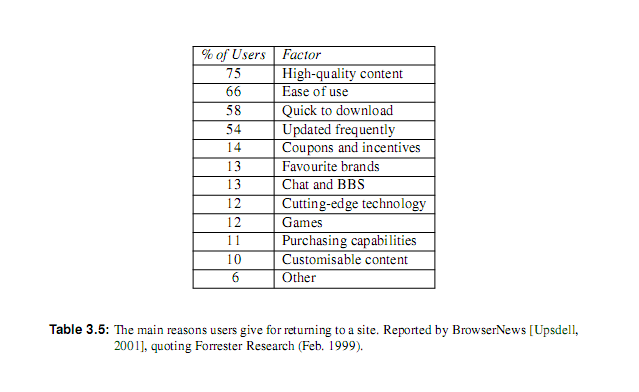 % of Users Factor
75 High-quality content
66 Ease of use
58 Quick to download
54 Updated frequently
14 Coupons and incentives
13 Favourite brands
13 Chat and BBS
12 Cutting-edge technology
12 Games
11 Purchasing capabilities
10 Customisable content
6 Other
Table 3.5: The main reasons users give for returning to a site. Reported by BrowserNews [Upsdell,
2001], quoting Forrester Research (Feb. 1999).